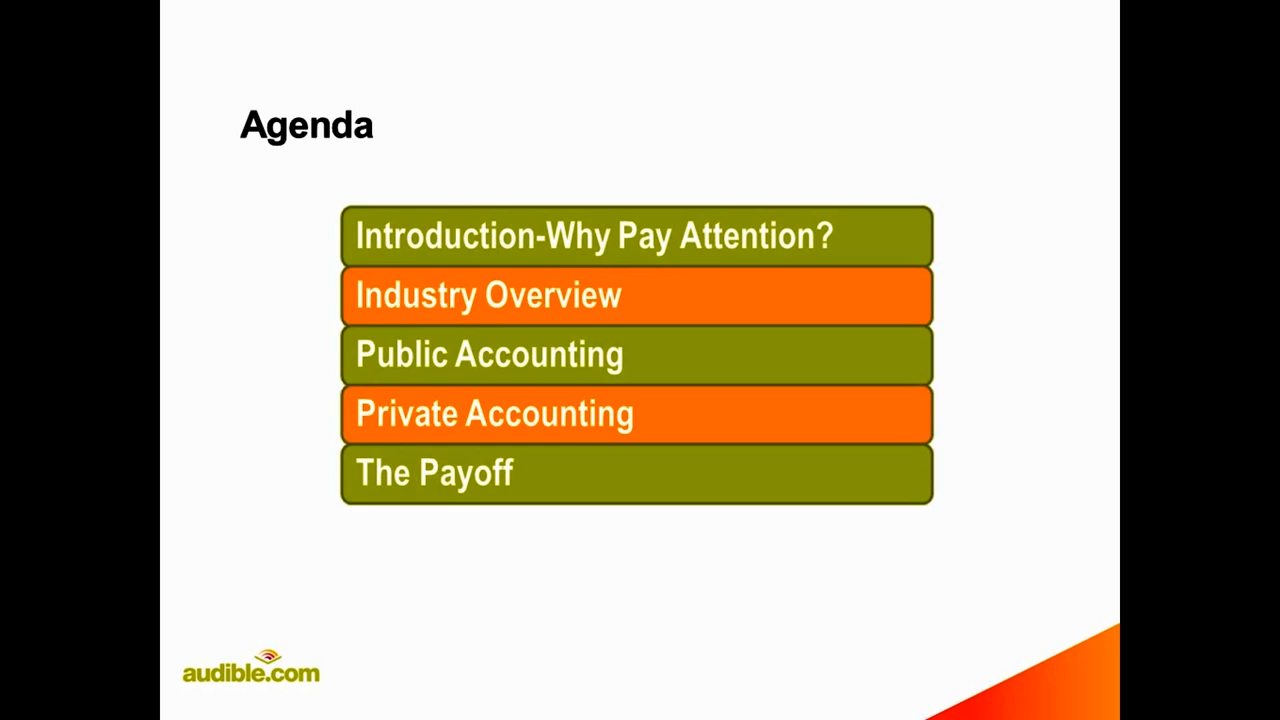 Agenda
Introduction-Why Pay Attention?
Industry Overview
Public Accounting
Private Accounting
The Payoff
audible.com